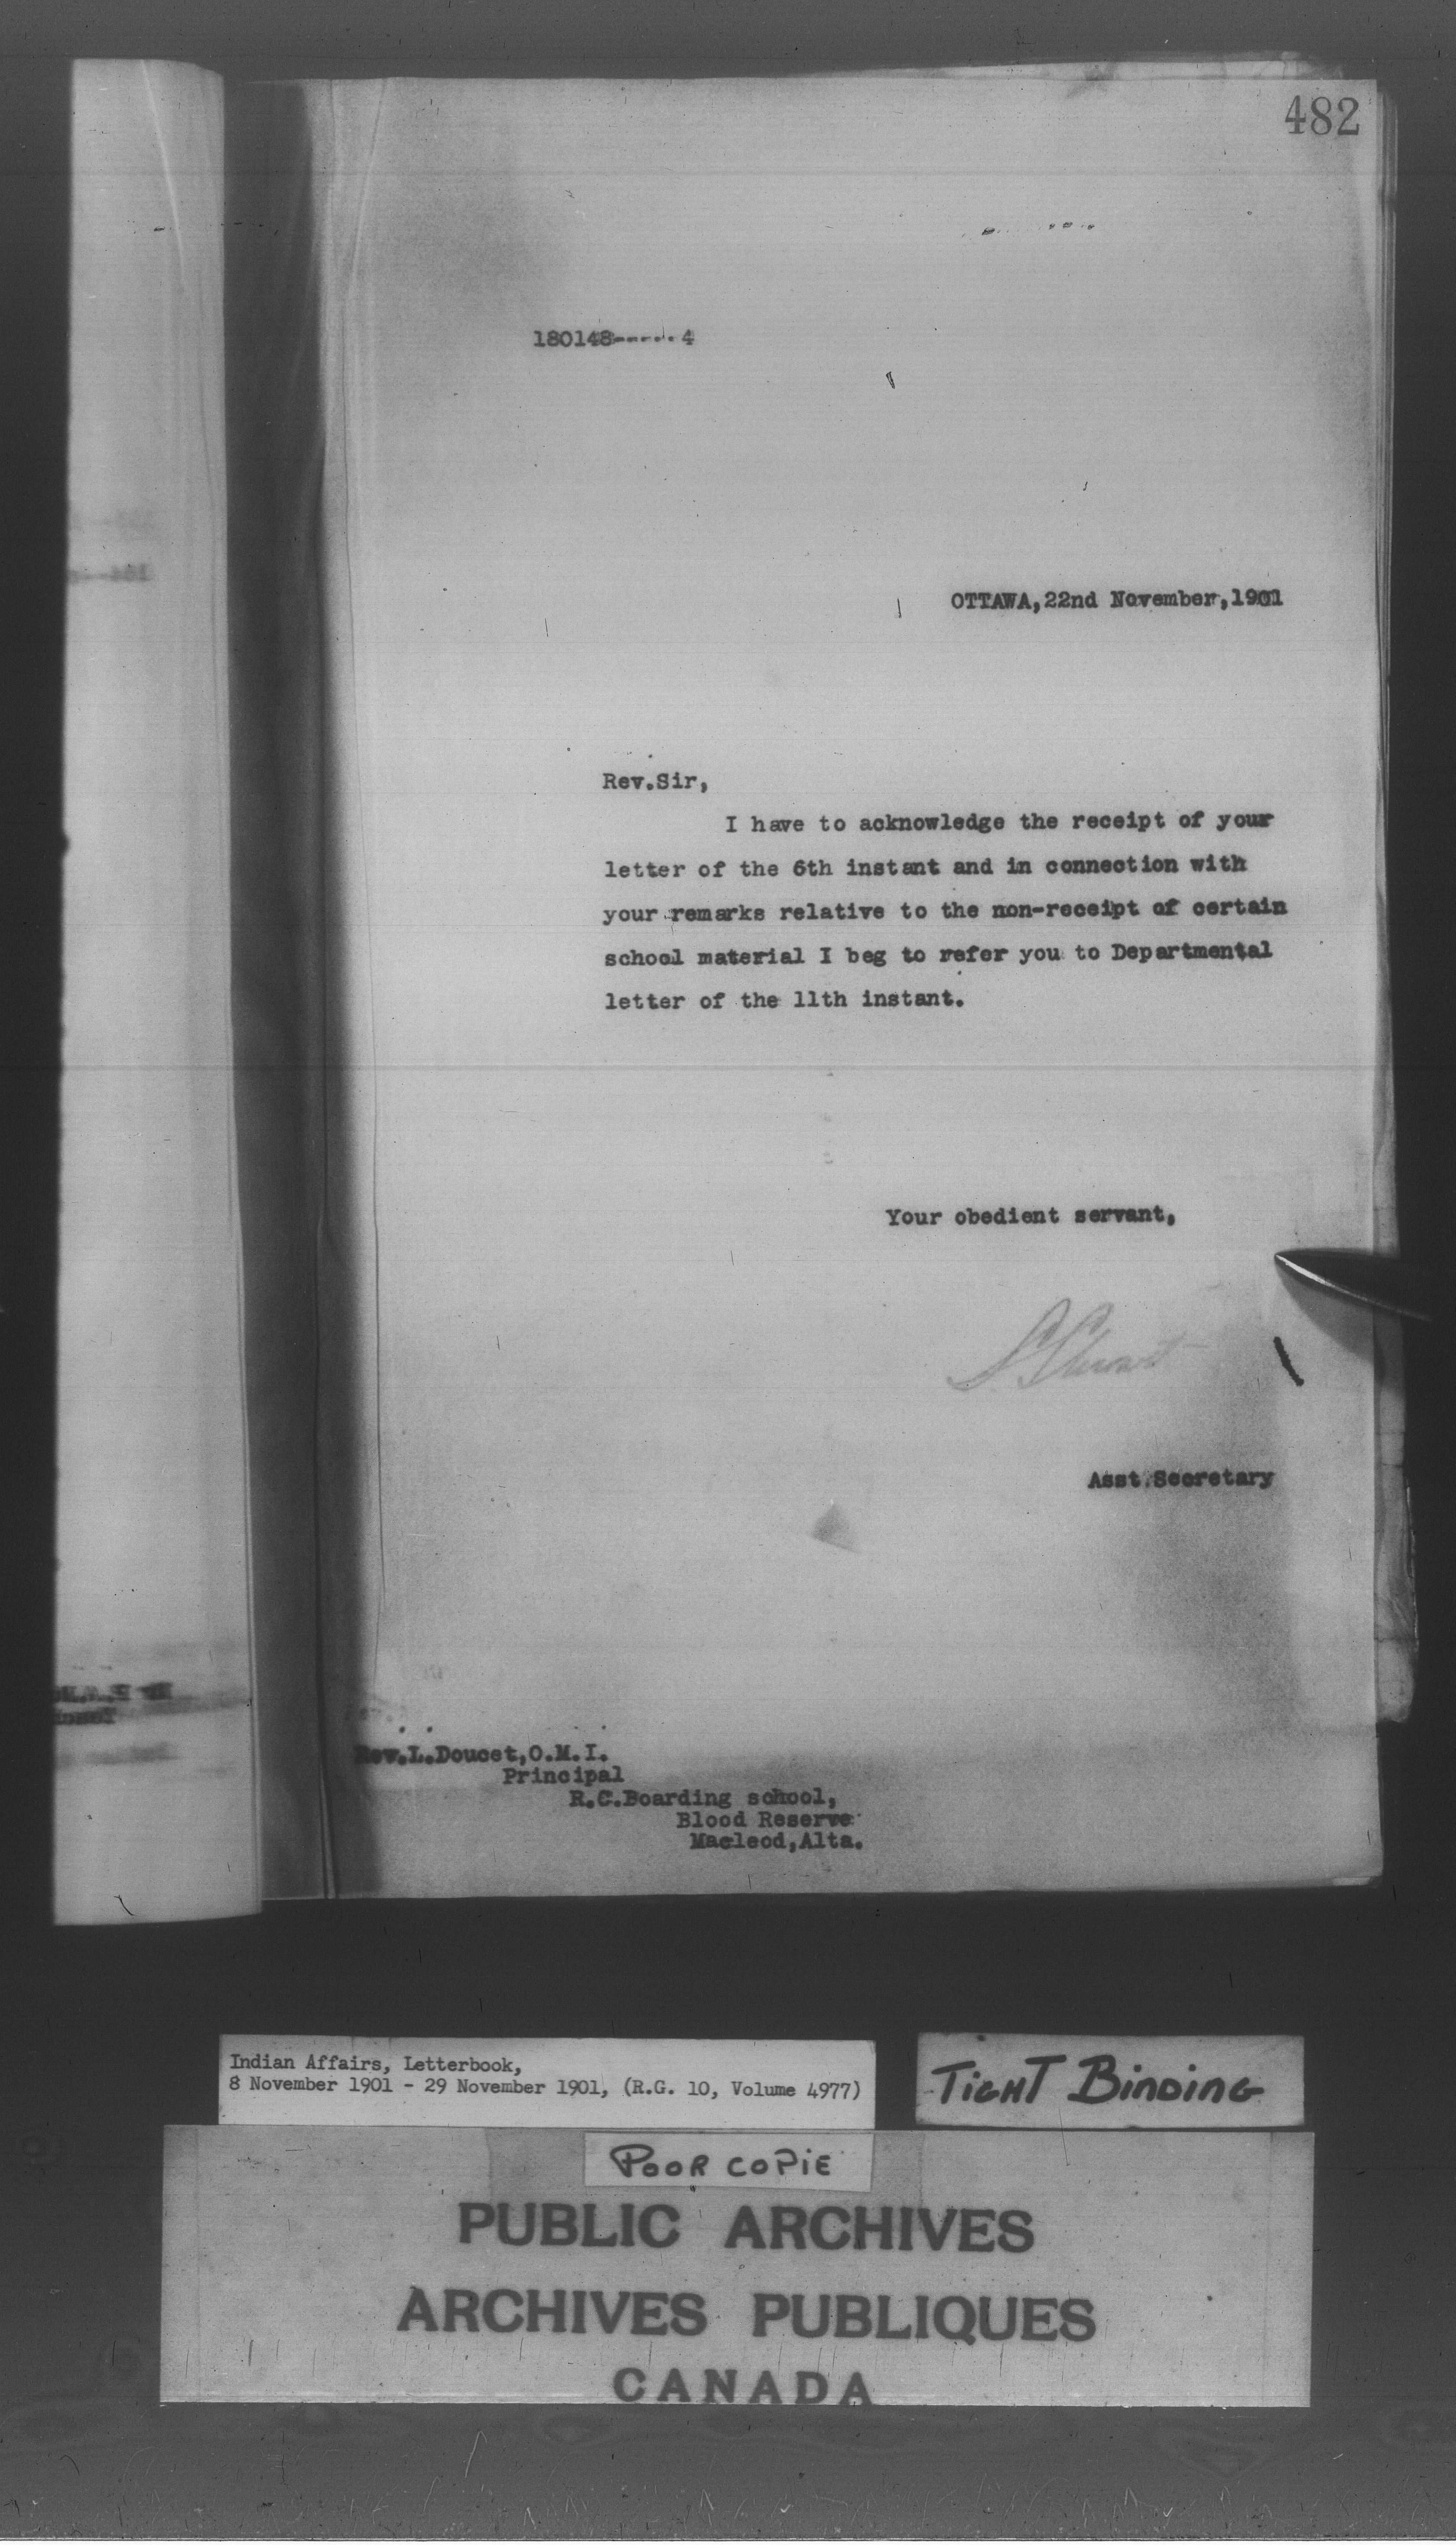 482
180148------4
OTTAWA,22nd November,1901
Rev.Sir,
I have to acknowledge the receipt of your
letter of the 6th instant and in connection with
your remarks relative to the non-receipt of certain
school material I beg to refer you to Departmental
letter of the 11th instant.
Your obedient servant,
S. Stewart
Asst.Secretary
Rev.L.Doucet,O.M.I.
Principal
R.C.Boarding school,
Blood Reserve
Macleod,Alta.
Indian Affairs, Letterbook,
8 November 1901 - 29 November 1901, (R.G. 10, Volume 4977)
TIGHT BINDING
POOR COPIE
PUBLIC ARCHIVES
ARCHIVES PUBLIQUES
CANADA